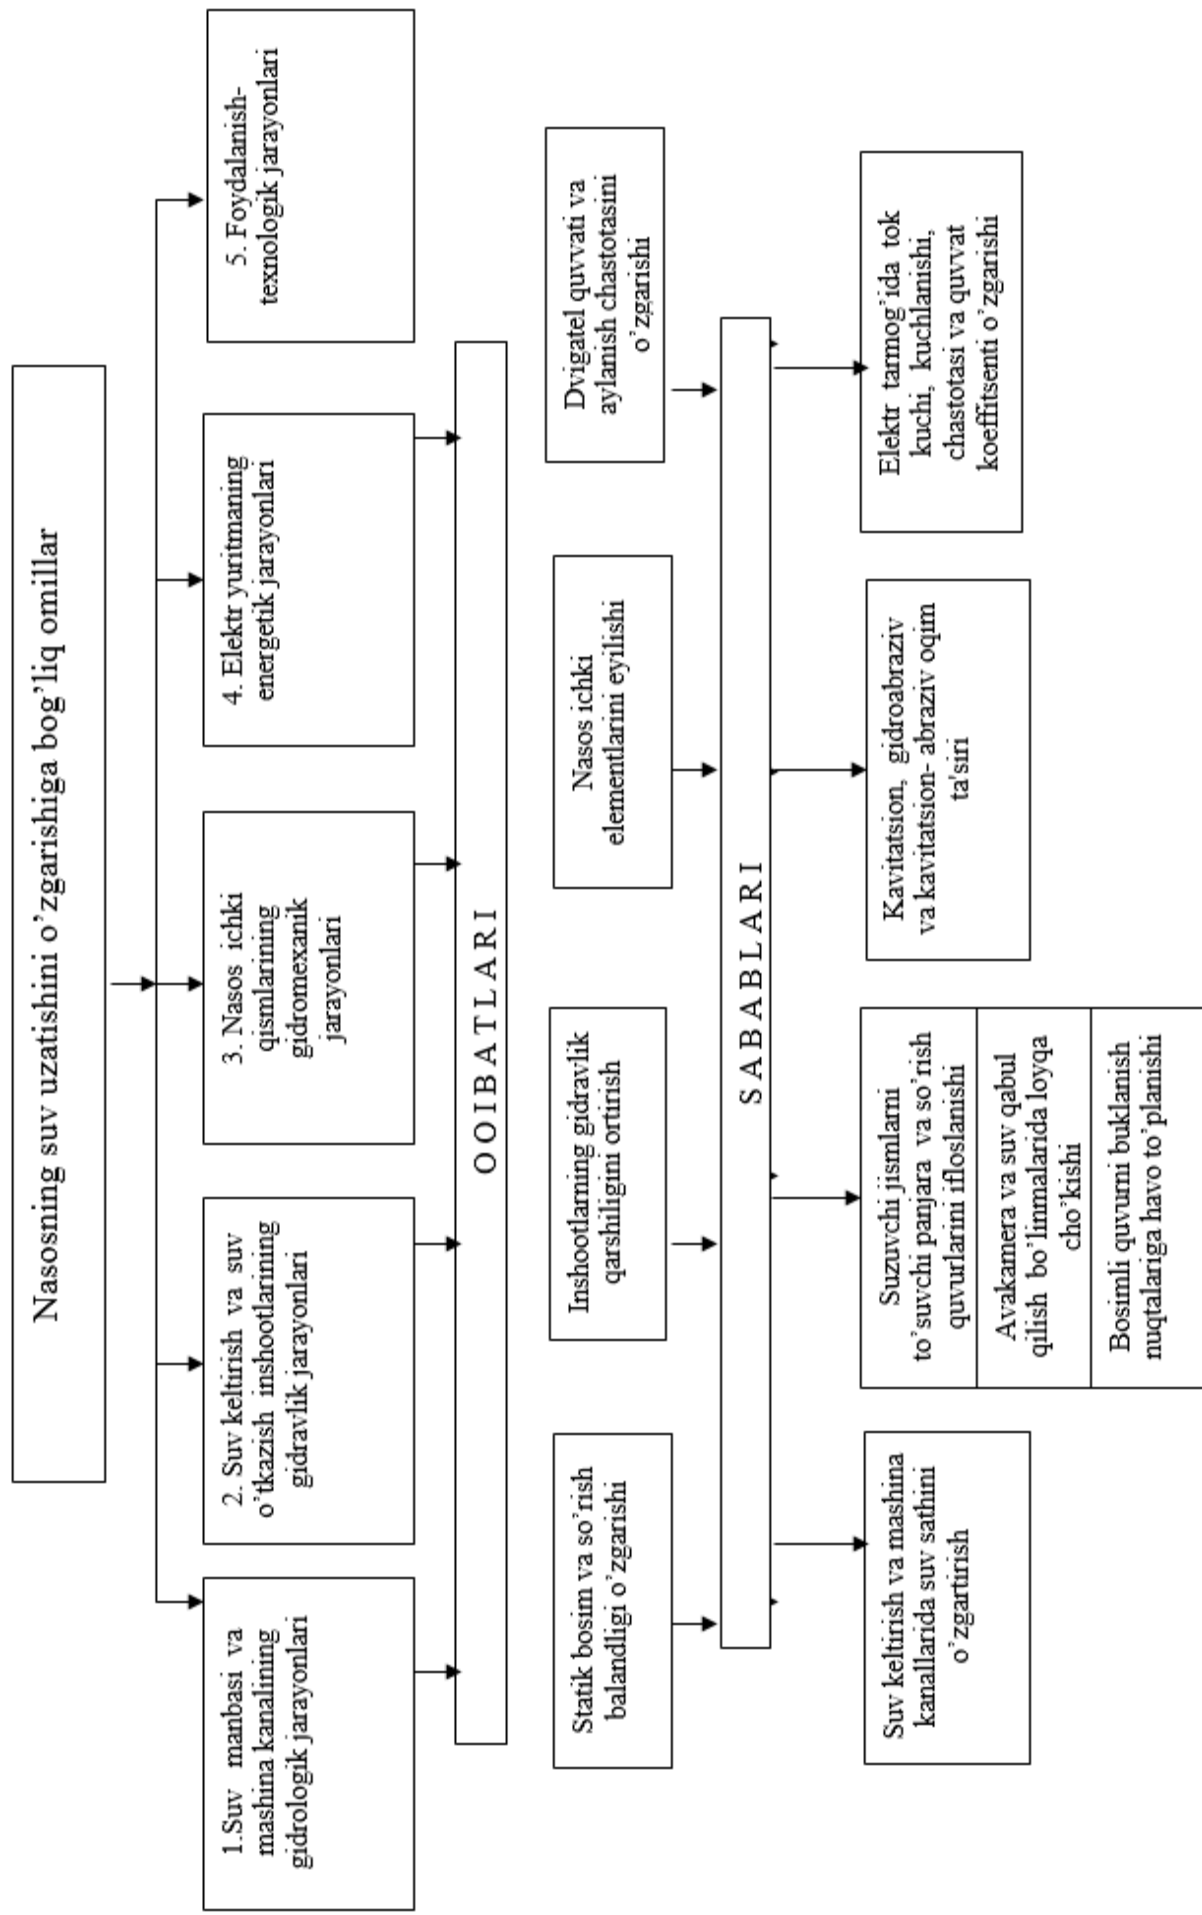 Nasosning suv uzatishini o’zgarishiga bog’liq omillar
1.Suv manbasi va
mashina kanalining
gidrologik jarayonlari
2. Suv keltirish va suv
o’tkazish inshootlarining
gidravlik jarayonlari
3. Nasos ichki
qismlarining
gidromexanik
jarayonlari
4. Elektr yuritmaning
energetik jarayonlari
5. Foydalanish-
texnologik jarayonlari
OOIBATLARI
Statik bosim va so’rish
balandligi o’zgarishi
Inshootlarning gidravlik
qarshiligini ortirish
Nasos ichki
elementlarini eyilishi
Dvigatel quvvati va
aylanish chastotasini
o’zgarishi
SABABLARI
Suv keltirish va mashina
kanallarida suv sathini
o’zgartirish
Suzuvchi jismlarni
to’suvchi panjara va so’rish
quvurlarini ifloslanishi
Avakamera va suv qabul
qilish bo’linmalarida loyqa
cho’kishi
Bosimli quvurni buklanish
nuqtalariga havo to’planishi
Kavitatsion, gidroabraziv
va kavitatsion- abraziv oqim
ta'siri
Elektr tarmog’ida tok
kuchi, kuchlanishi,
chastotasi va quvvat
koeffitsenti o’zgarishi